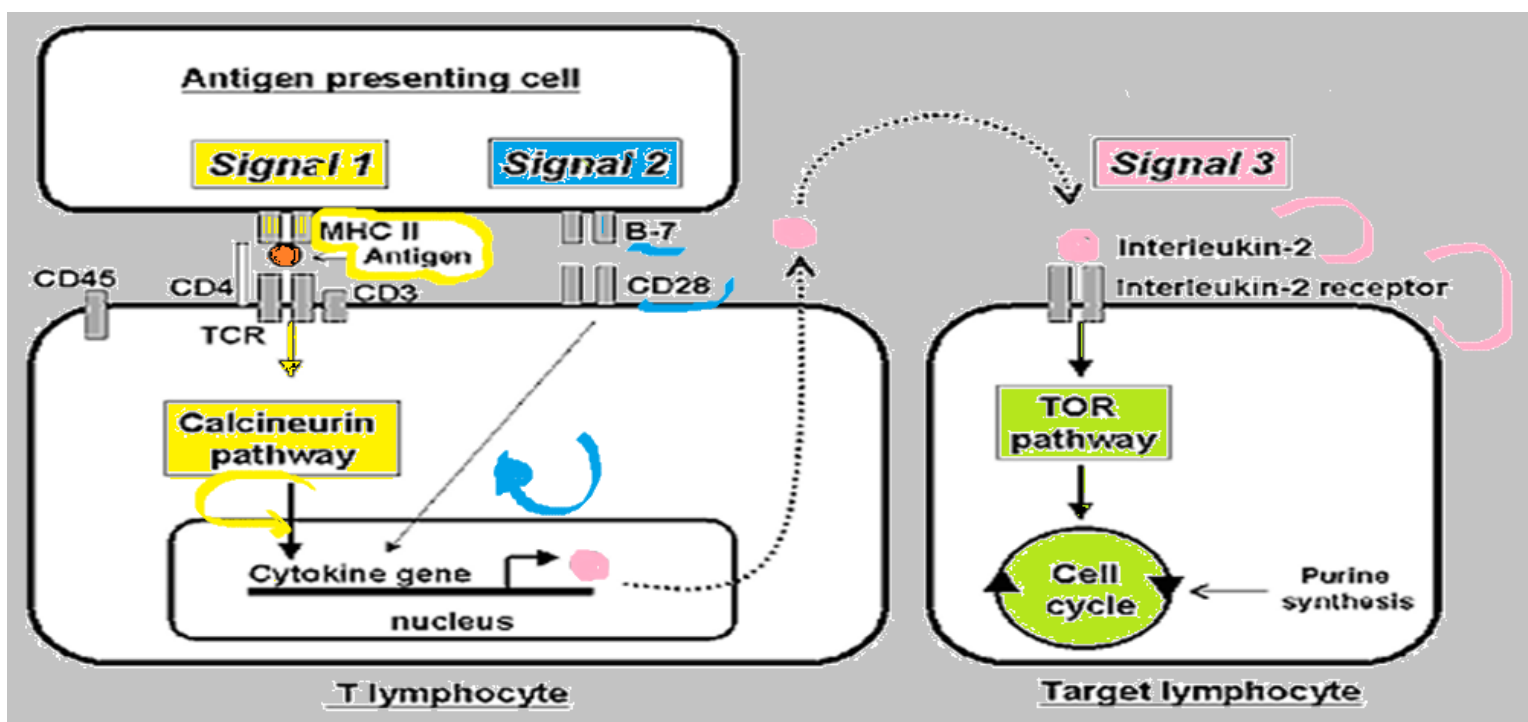 Antigen presenting cell
Signal 1
Signal 2
Signal 3
MHC II
Antigen
B-7
CD45
CD4
CD3
CD28
TCR
Interleukin-2
Interleukin-2 receptor
Calcineurin
pathway
TOR
pathway
Cytokine gene
nucleus
Cell
cycle
Purine
synthesis
T lymphocyte
Target lymphocyte